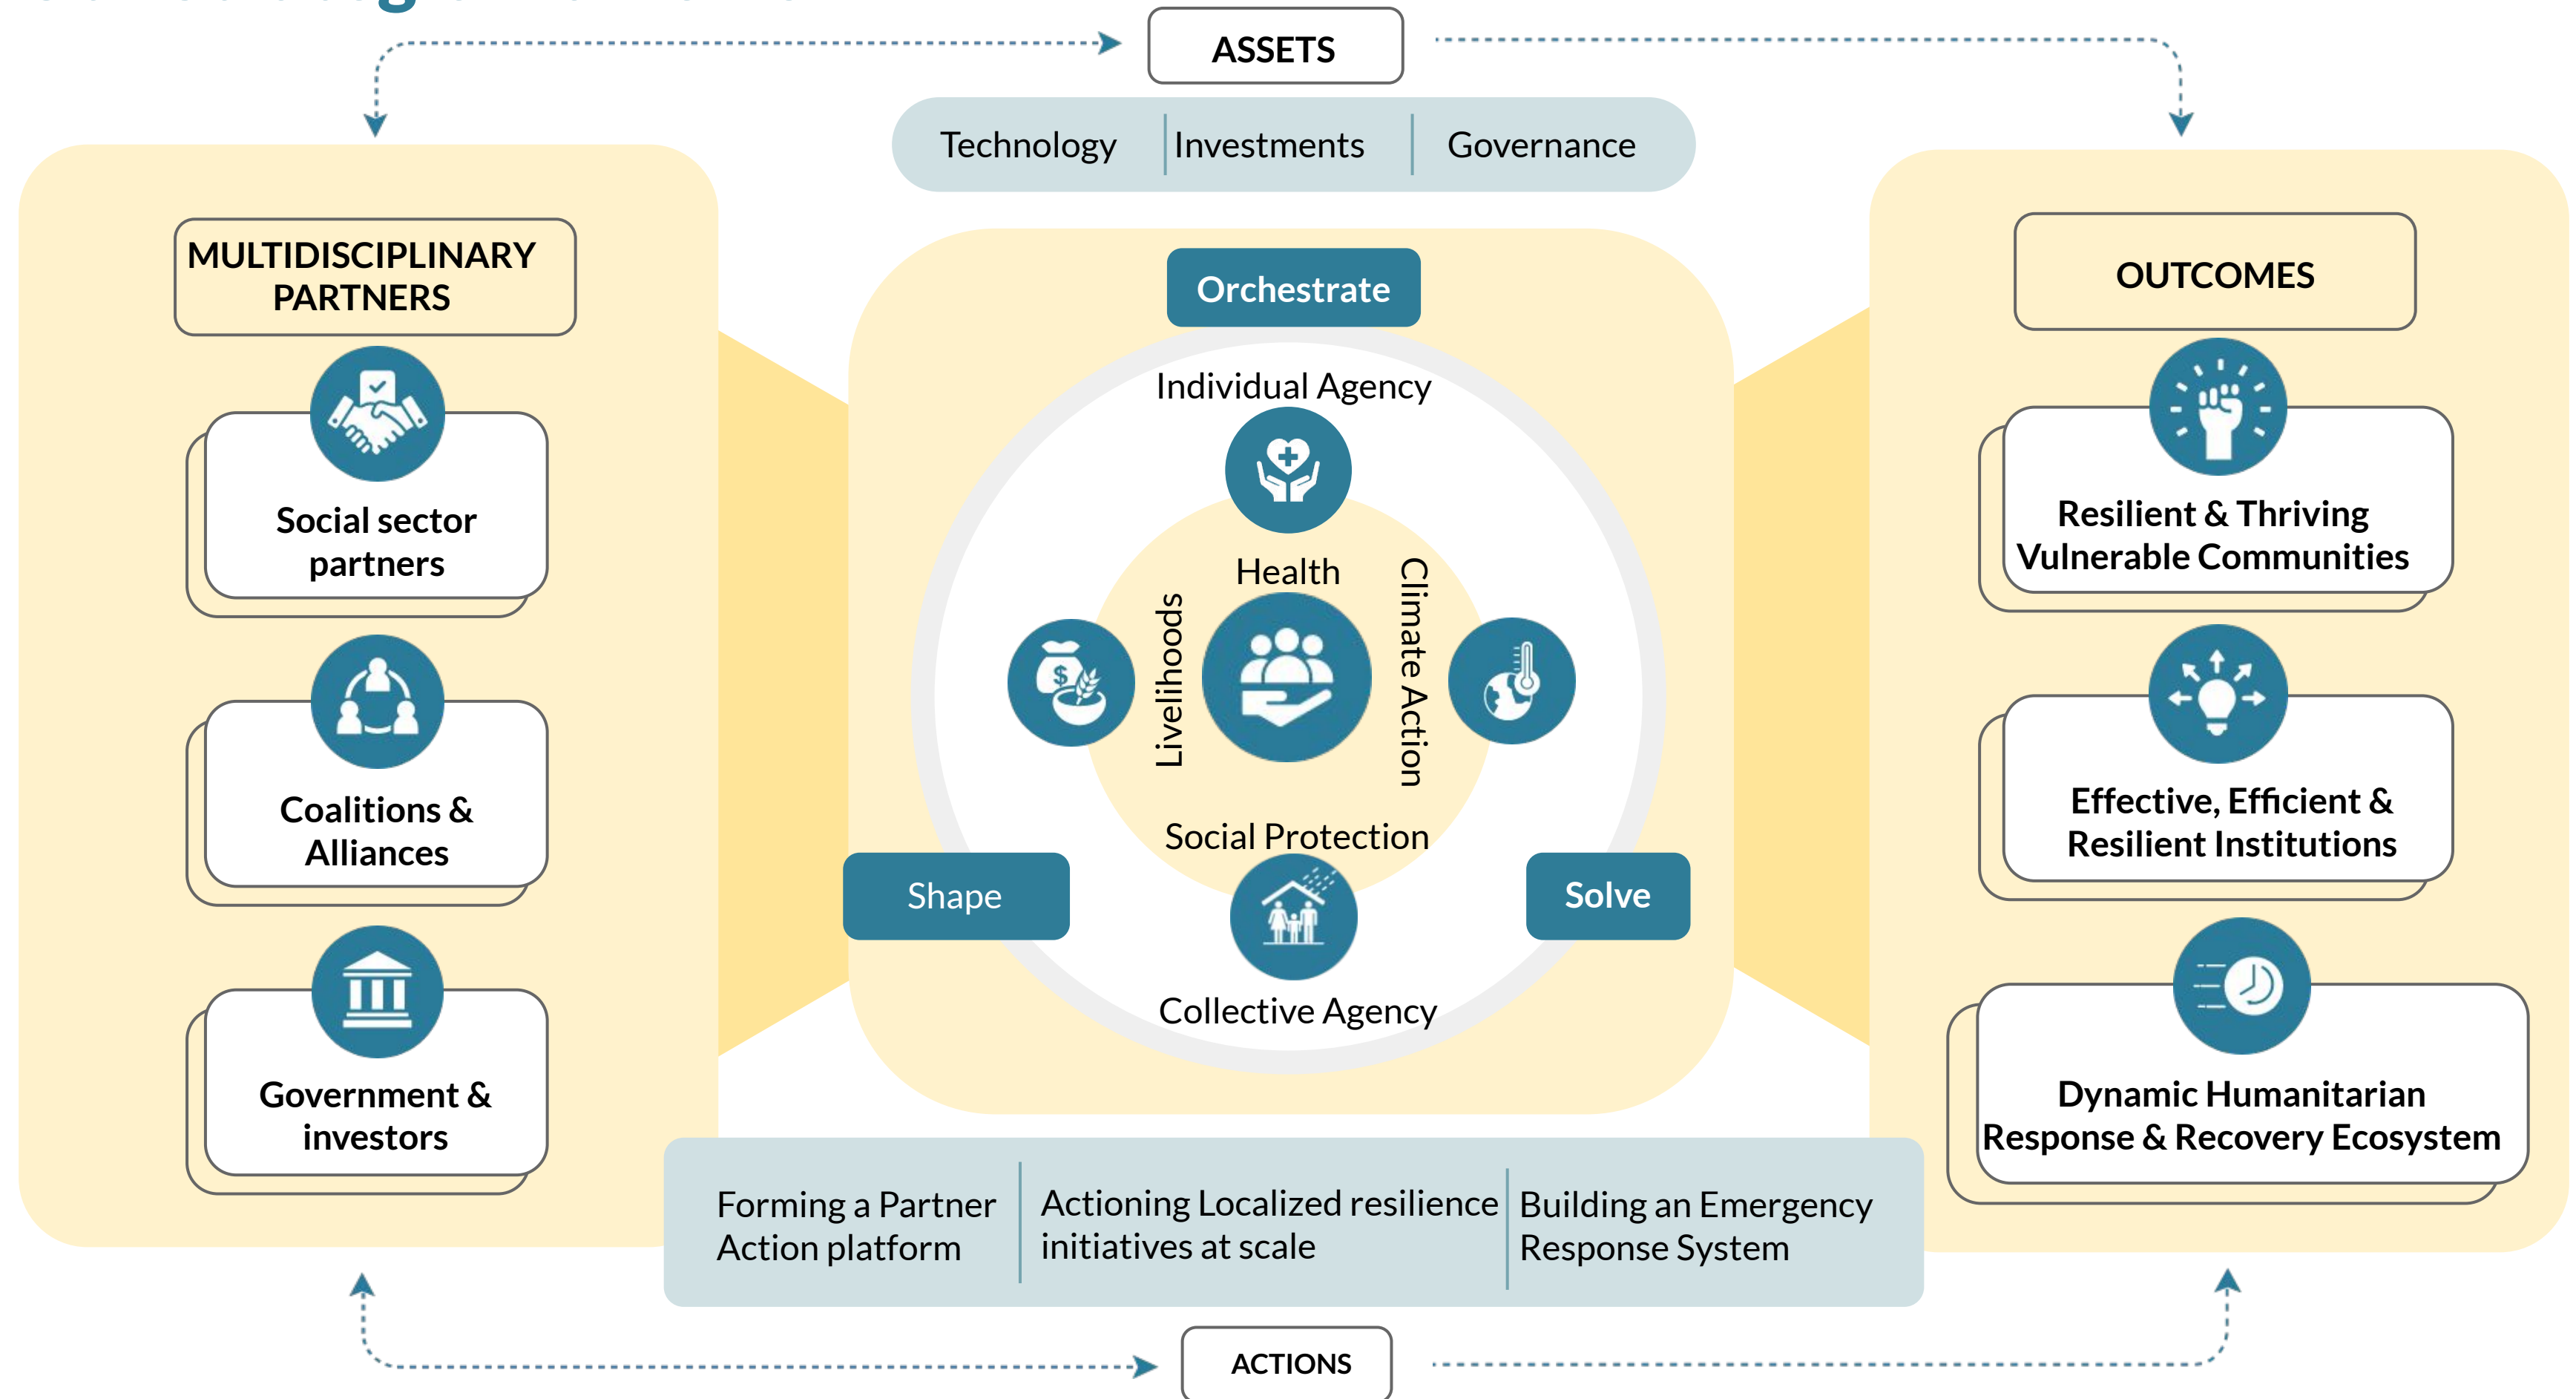 ASSETS
Technology
Investments
Governance
MULTIDISCIPLINARY
PARTNERS
Social sector
partners
Coalitions &
Alliances
Government &
investors
Orchestrate
Individual Agency
Health
Livelihoods
Climate Action
Social Protection
Shape
Solve
Collective Agency
OUTCOMES
Resilient & Thriving
Vulnerable Communities
Effective, Efficient &
Resilient Institutions
Dynamic Humanitarian
Response & Recovery Ecosystem
Forming a Partner
Action platform
Actioning Localized resilience
initiatives at scale
Building an Emergency
Response System
ACTIONS